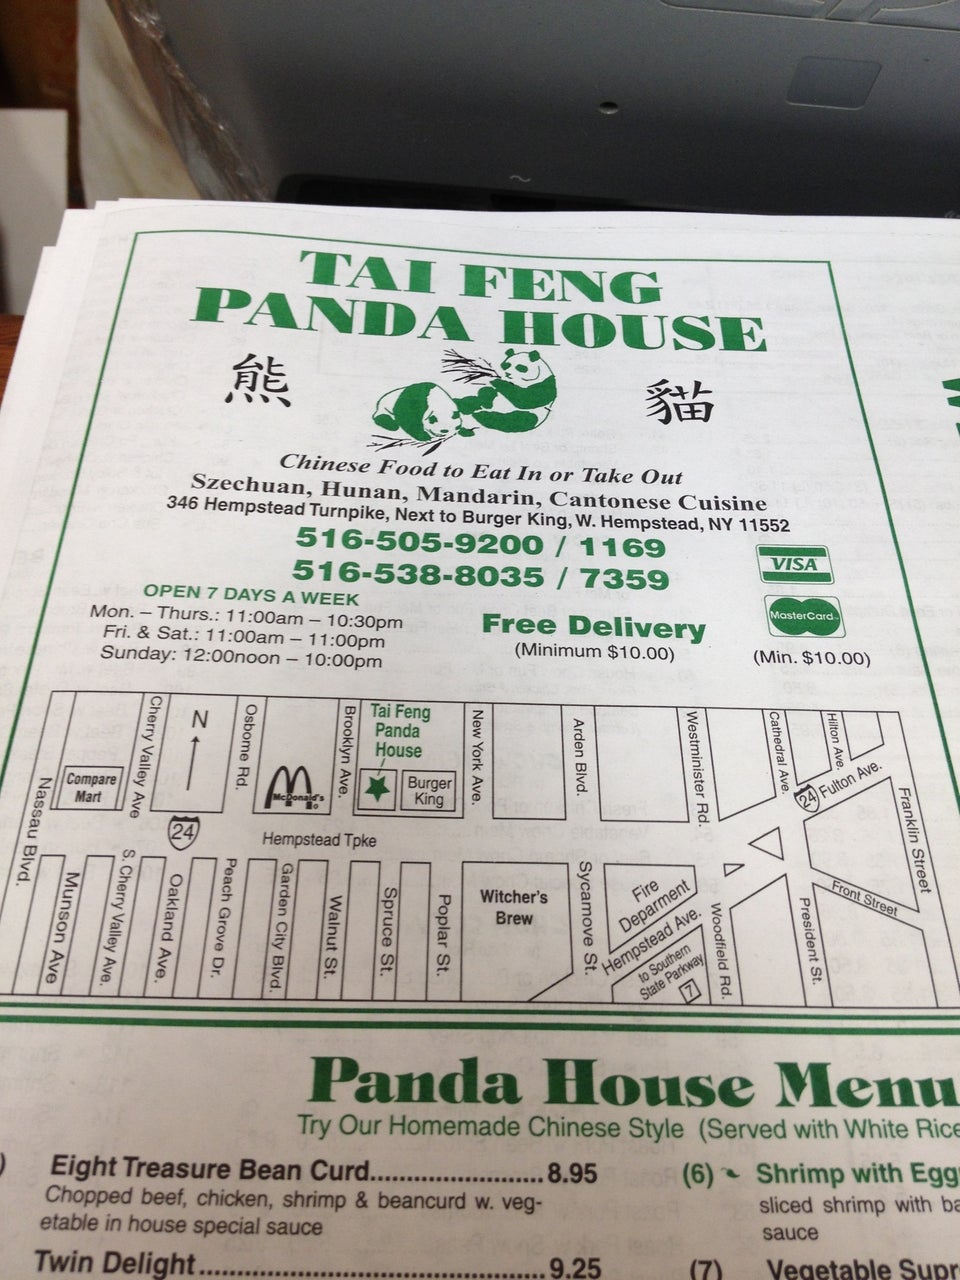 TAI FENG
PANDA HOUSE
熊 貓
Chinese Food to Eat In or Take Out
Szechuan, Hunan, Mandarin, Cantonese Cuisine
346 Hempstead Turnpike, Next to Burger King, W. Hempstead, NY 11552
516-505-9200 / 1169
516-538-8035 / 7359
VISA
OPEN 7 DAYS A WEEK
Mon. – Thurs.: 11:00am – 10:30pm
Fri. & Sat.: 11:00am – 11:00pm
Sunday: 12:00noon – 10:00pm
Free Delivery
(Minimum $10.00)
MasterCard
(Min. $10.00)
Nassau Blvd.
Compare
Mart
Cherry Valley Ave
N
Osborne Rd.
McDonald's
Brooklyn Ave.
Tai Feng
Panda
House
Burger
King
New York Ave.
Arden Blvd.
Westminister Rd.
Cathedral Ave.
Hilton Ave.
24
Fulton Ave.
Franklin Street
24
Hempstead Tpke
Munson Ave
S. Cherry Valley Ave.
Oakland Ave.
Peach Grove Dr.
Garden City Blvd.
Walnut St.
Spruce St.
Poplar St.
Witcher's
Brew
Sycamove St.
Fire
Deparment
Hempstead Ave.
to Southern
State Parkway
7
Woodfield Rd.
President St.
Front Street
Panda House Menu
Try Our Homemade Chinese Style (Served with White Rice
Eight Treasure Bean Curd 8.95
Chopped beef, chicken, shrimp & beancurd w. veg-
etable in house special sauce
Twin Delight 9.25
(6) Shrimp with Egg
sliced shrimp with
sauce
(7) Vegetable